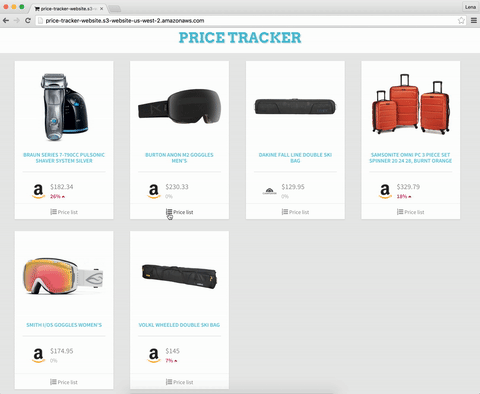 price-tracker-website.s3-
Lena
price-tracker-website.s3-website-us-west-2.amazonaws.com
PRICE TRACKER
BRAUN SERIES 7-790CC PULSONIC
SHAVER SYSTEM SILVER
a $182.34
26%
Price list
BURTON ANON M2 GOGGLES
MEN'S
a $230.33
0%
Price list
DAKINE FALL LINE DOUBLE SKI
BAG
$129.95
0%
Price list
SAMSONITE OMNI PC 3 PIECE SET
SPINNER 20 24 28, BURNT ORANGE
a $329.79
18%
Price list
SMITH I/OS GOGGLES WOMEN'S
a $174.95
0%
Price list
VOLKL WHEELED DOUBLE SKI BAG
a $145
7%
Price list